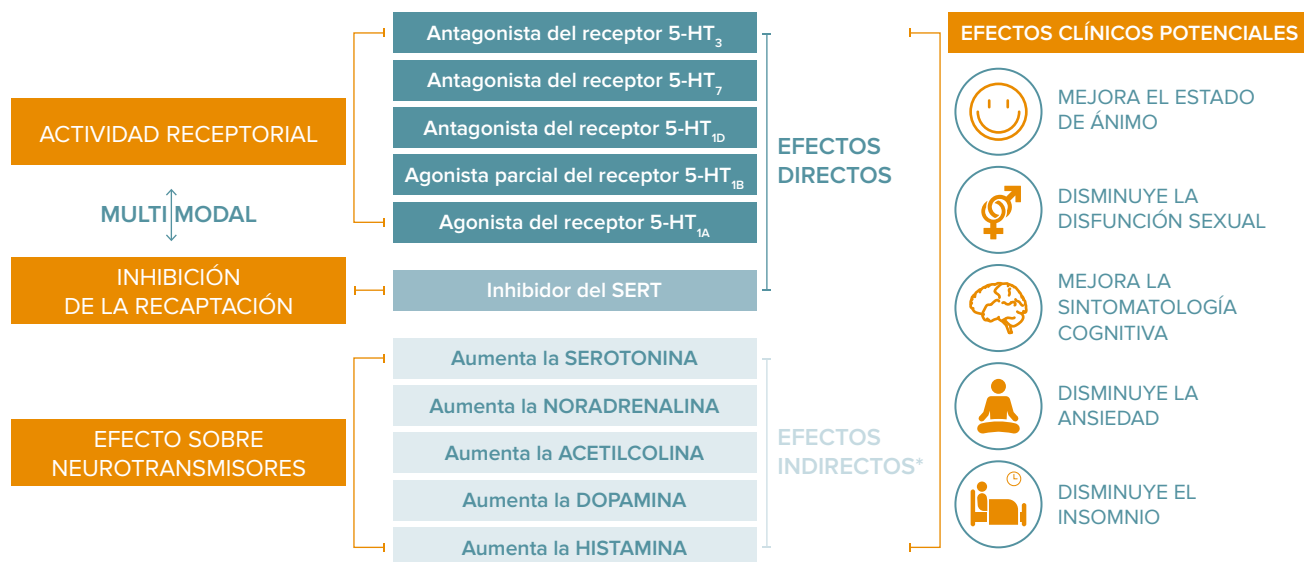 ACTIVIDAD RECEPTORIAL
MULTI MODAL
INHIBICIÓN
DE LA RECAPTACIÓN
EFECTO SOBRE
NEUROTRANSMISORES
Antagonista del receptor 5-HT3
Antagonista del receptor 5-HT7
Antagonista del receptor 5-HT1D
Agonista parcial del receptor 5-HT1B
Agonista del receptor 5-HT1A
Inhibidor del SERT
Aumenta la SEROTONINA
Aumenta la NORADRENALINA
Aumenta la ACETILCOLINA
Aumenta la DOPAMINA
Aumenta la HISTAMINA
EFECTOS
DIRECTOS
EFECTOS
INDIRECTOS*
EFECTOS CLÍNICOS POTENCIALES
MEJORA EL ESTADO
DE ÁNIMO
DISMINUYE LA
DISFUNCIÓN SEXUAL
MEJORA LA
SINTOMATOLOGÍA
COGNITIVA
DISMINUYE LA
ANSIEDAD
DISMINUYE EL
INSOMNIO